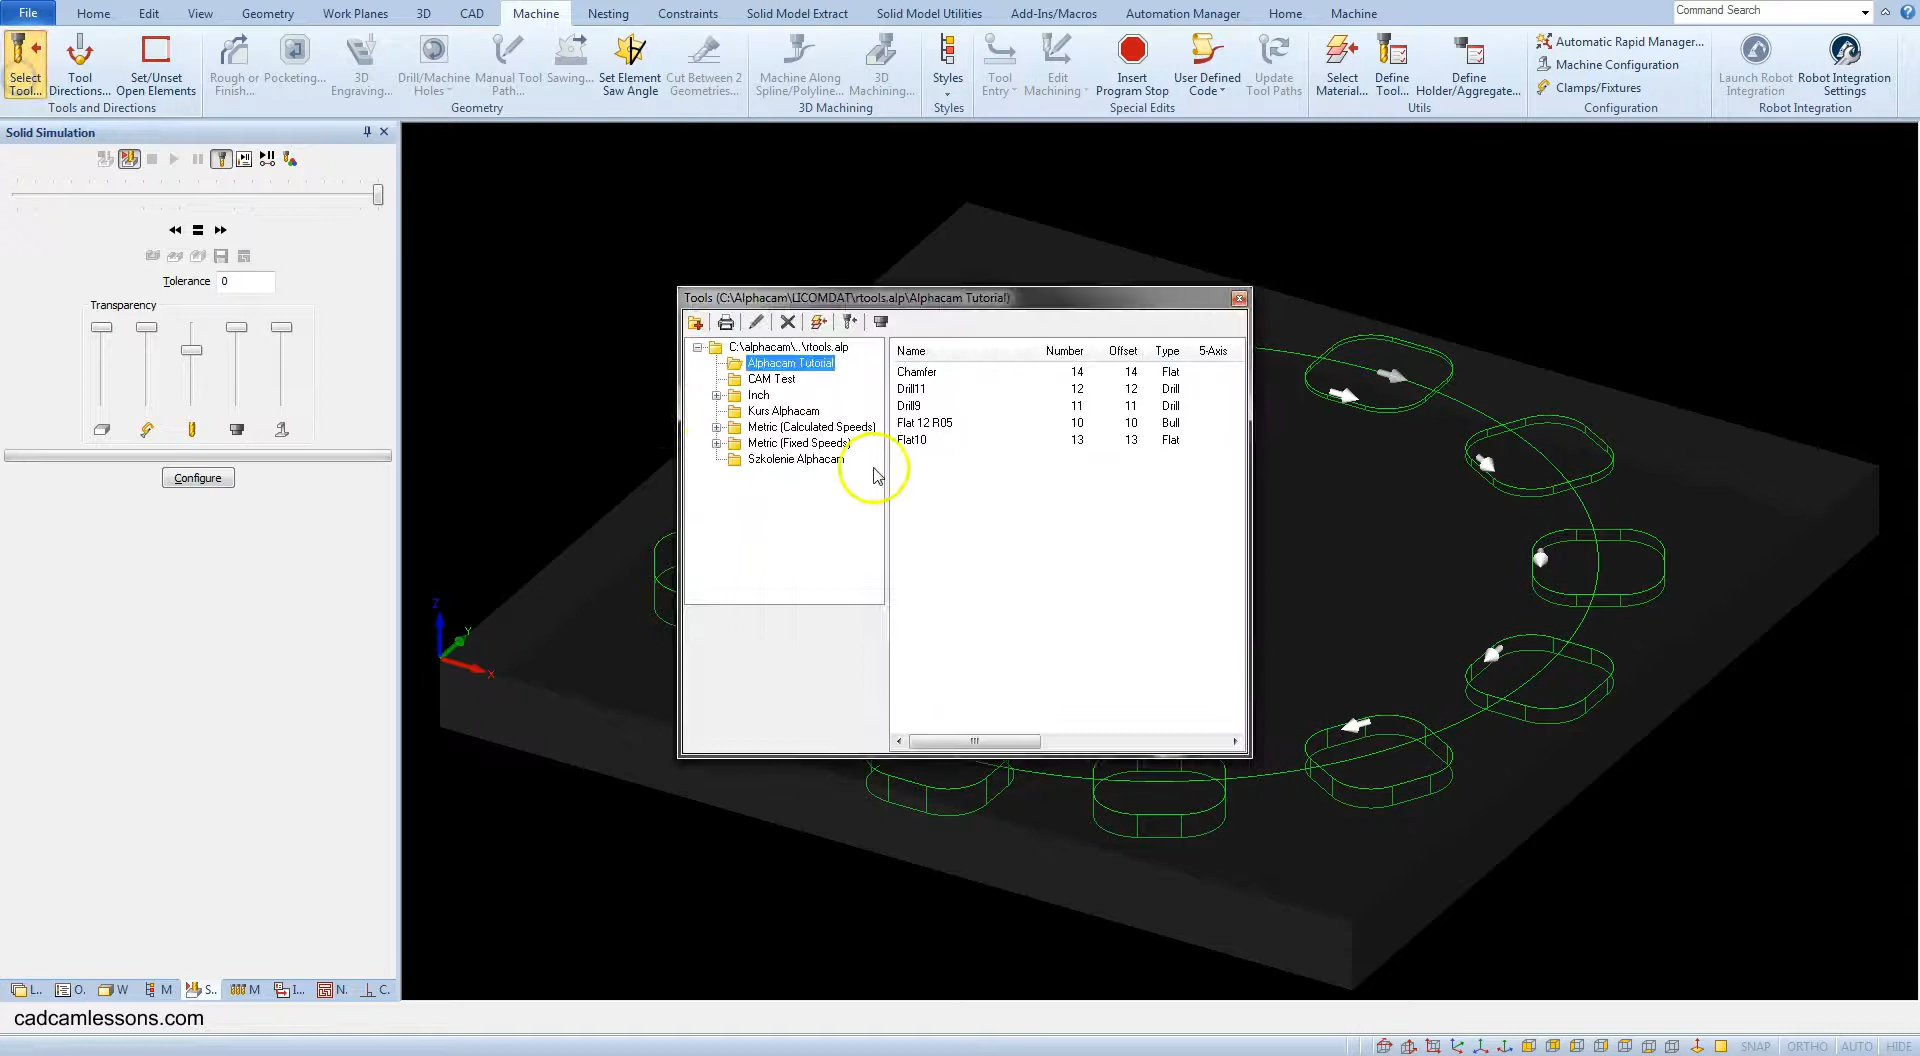 File Home Edit View Geometry Work Planes 3D CAD Machine Nesting Constraints Solid Model Extract Solid Model Utilities Add-Ins/Macros Automation Manager Home Machine Command Search
Select Tool...
Tool Directions...
Set/Unset Open Elements
Rough or Finish...
Pocketing...
3D Engraving...
Drill/Machine Holes
Manual Tool Path...
Sawing...
Set Element Saw Angle
Cut Between 2 Geometries...
Machine Along Spline/Polyline...
3D Machining...
Styles
Tool Entry
Edit Machining
Insert Program Stop
User Defined Code
Update Tool Paths
Select Material...
Define Tool...
Define Holder/Aggregate...
Automatic Rapid Manager...
Machine Configuration
Clamps/Fixtures
Launch Robot Integration
Robot Integration Settings
Tools and Directions Geometry 3D Machining Styles Special Edits Utils Configuration Robot Integration
Solid Simulation
Tolerance 0
Transparency
Configure
Tools (C:\Alphacam\LICOMDAT\rtools.alp\Alphacam Tutorial)
C:\alphacam\..\rtools.alp
Alphacam Tutorial
CAM Test
Inch
Kurs Alphacam
Metric (Calculated Speeds)
Metric (Fixed Speeds)
Szkolenie Alphacam
Name Number Offset Type 5-Axis
Chamfer 14 14 Flat
Drill11 12 12 Drill
Drill9 11 11 Drill
Flat 12 R05 10 10 Bull
Flat10 13 13 Flat
Z
Y
X
L.. O. W M S.. M I... N. C.
cadcamlessons.com
SNAP ORTHO AUTO HIDE